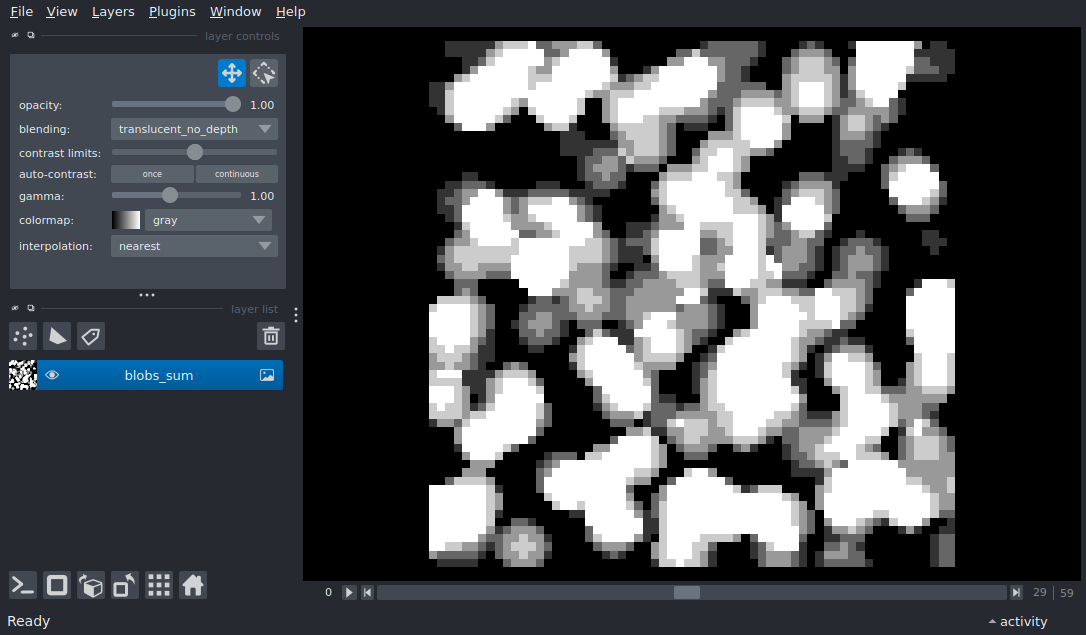 File View Layers Plugins Window Help
layer controls
opacity: 1.00
blending: translucent_no_depth
contrast limits:
auto-contrast: once continuous
gamma: 1.00
colormap: gray
interpolation: nearest
layer list
blobs_sum
0 29 59
Ready activity